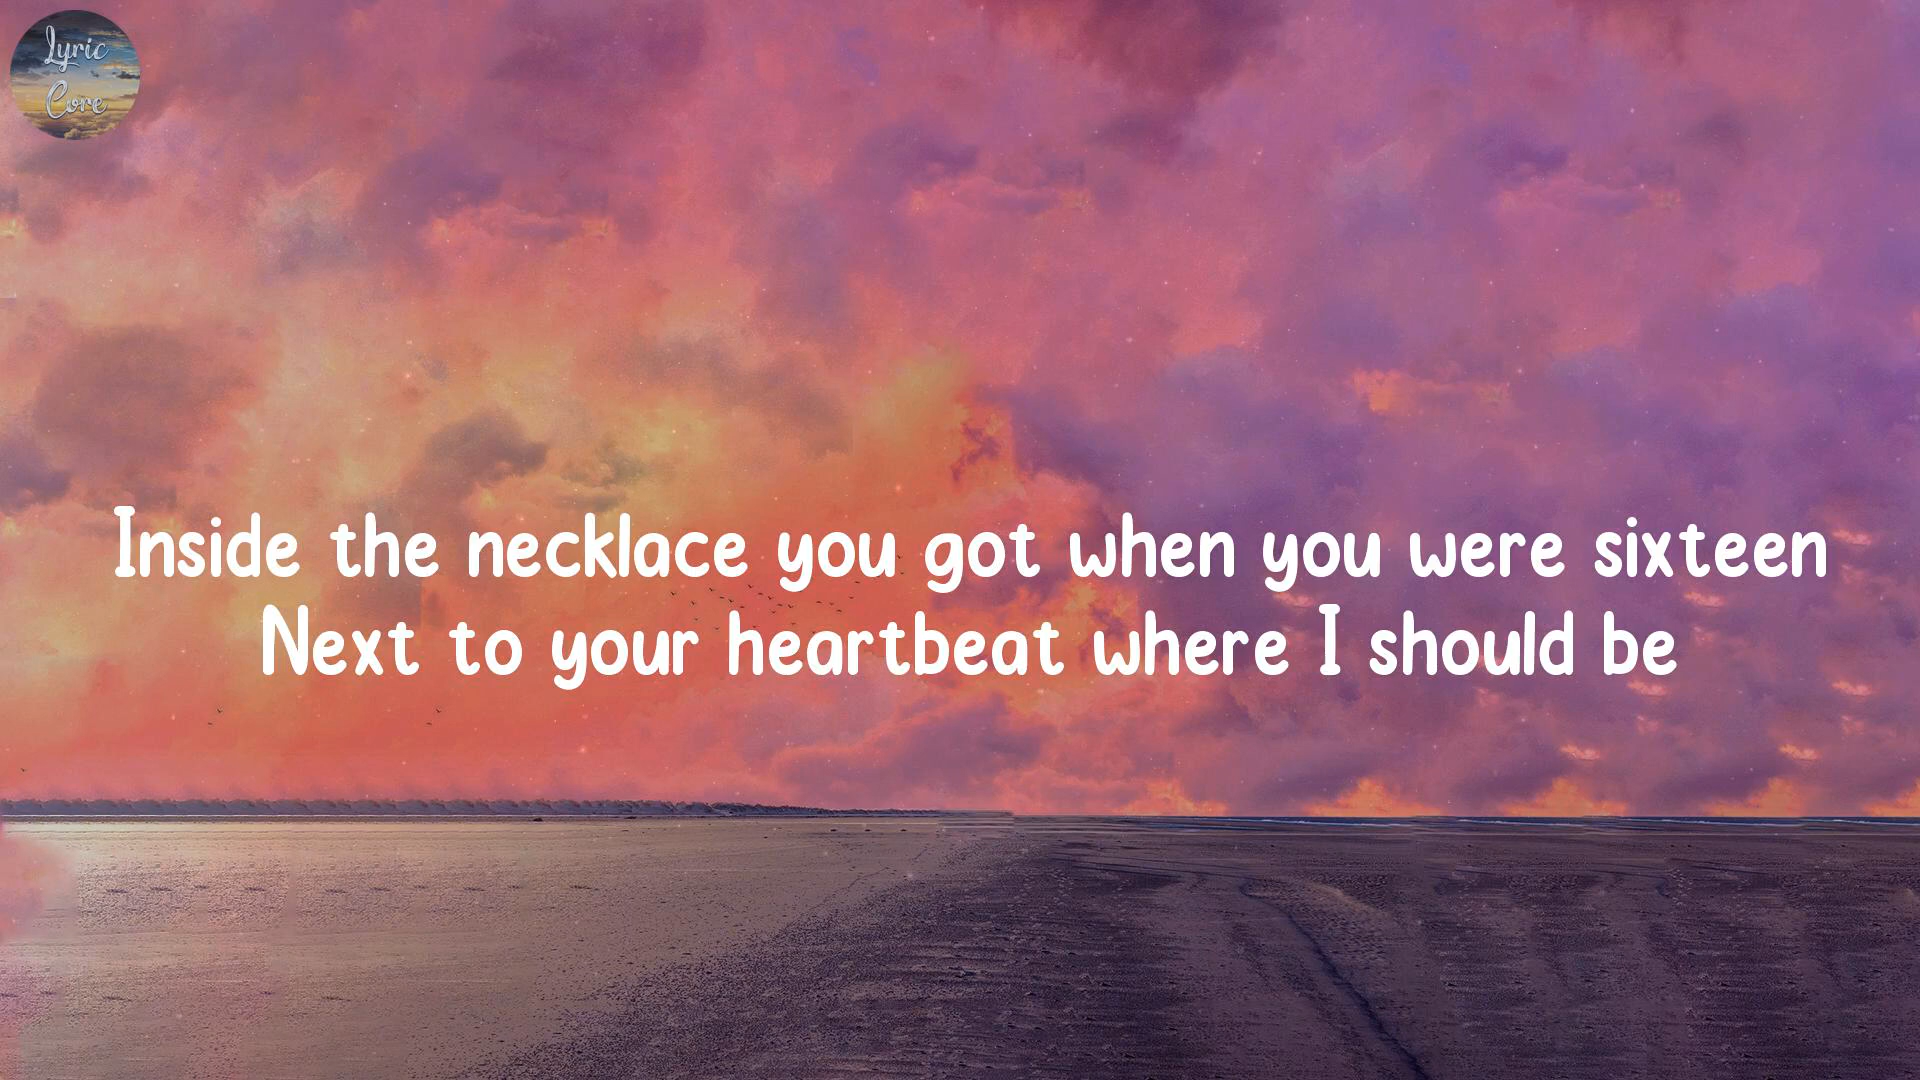 Lyric
Core
Inside the necklace you got when you were sixteen
Next to your heartbeat where I should be